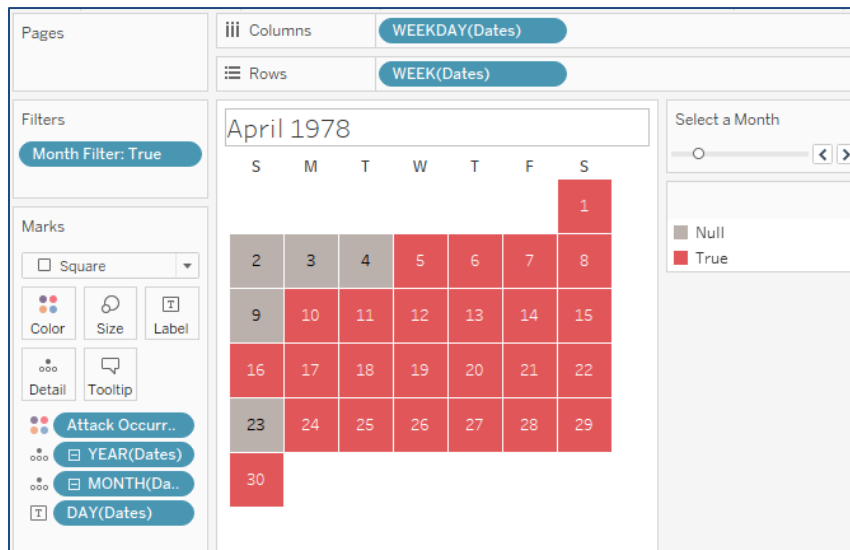 Pages
Columns
WEEKDAY(Dates)
Rows
WEEK(Dates)
Filters
Month Filter: True
Marks
Square
Color Size Label
Detail Tooltip
Attack Occurr..
YEAR(Dates)
MONTH(Da..
T DAY(Dates)
April 1978
S M T W T F S
1
2 3 4 5 6 7 8
9 10 11 12 13 14 15
16 17 18 19 20 21 22
23 24 25 26 27 28 29
30
Select a Month
Null
True